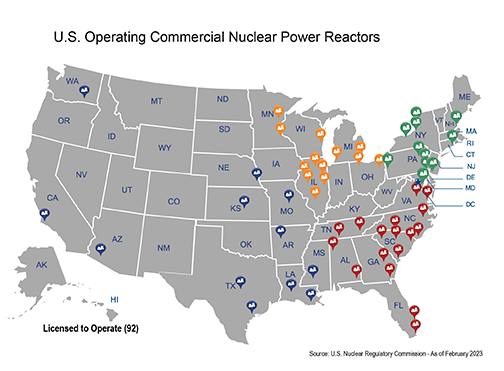 U.S. Operating Commercial Nuclear Power Reactors
WA
MT
ND
MN
ME
OR
ID
SD
WI
VT
NH
NY
MI
MA
RI
WY
CT
PA
NJ
NE
IA
OH
DE
NV
UT
CO
IL
IN
MD
WV
CA
KS
MO
KY
VA
DC
AZ
NM
OK
AR
TN
NC
SC
MS
AL
GA
AK
TX
LA
HI
FL
Licensed to Operate (92)
Source: U.S. Nuclear Regulatory Commission - As of February 2023